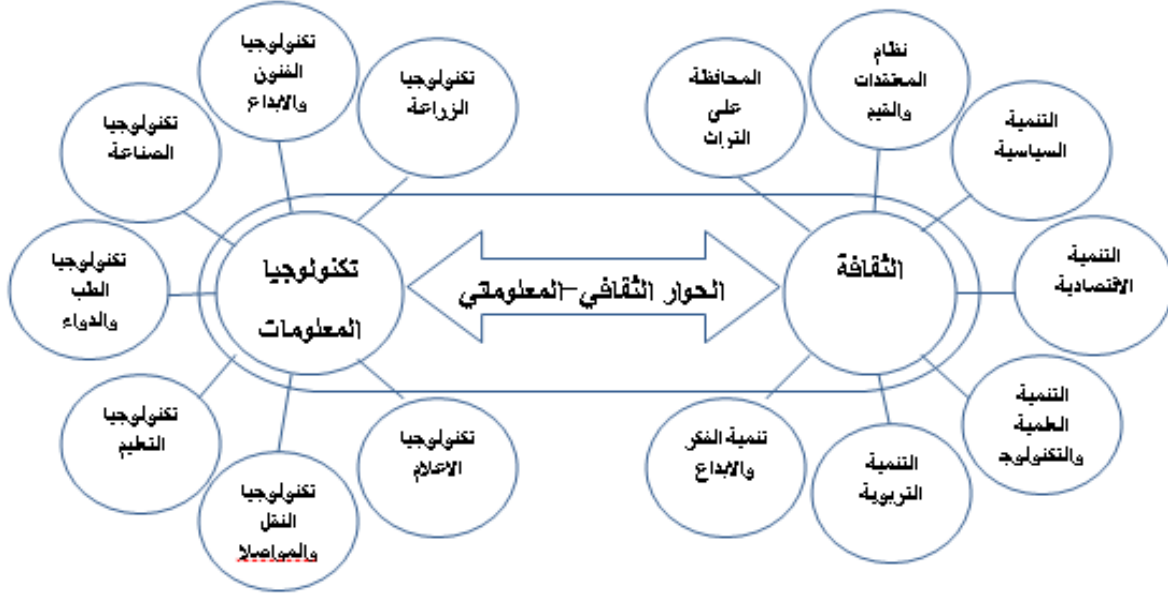 نظام
المعتقدات
والقيم
المحافظة
على
التراث
التنمية
السياسية
التنمية
الاقتصادية
التنمية
العلمية
والتكنولوج
التنمية
التربوية
تنمية الفكر
والابداع
الثقافة
الحوار الثقافي-المعلوماتي
تكنولوجيا
المعلومات
تكنولوجيا
الزراعة
تكنولوجيا
الفنون
والابداع
تكنولوجيا
الصناعة
تكنولوجيا
الطب
والدواء
تكنولوجيا
التعليم
تكنولوجيا
النقل
والمواصلا
تكنولوجيا
الاعلام